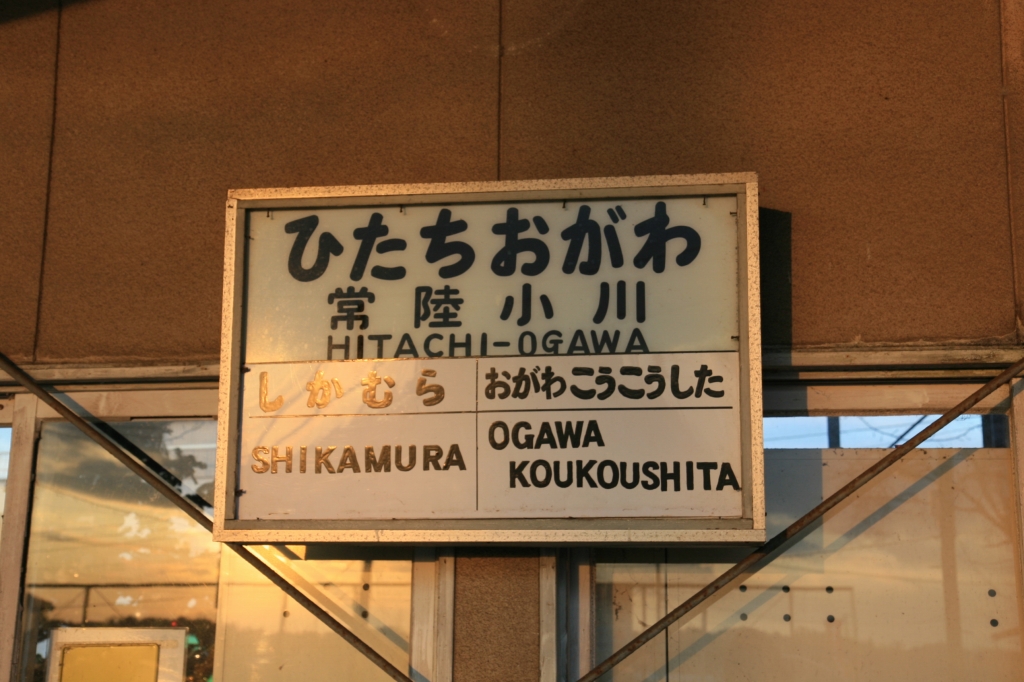 ひたちおがわ
常陸小川
HITACHI-OGAWA
しかむら
おがわこうこうした
SHIKAMURA
OGAWA
KOUKOUSHITA